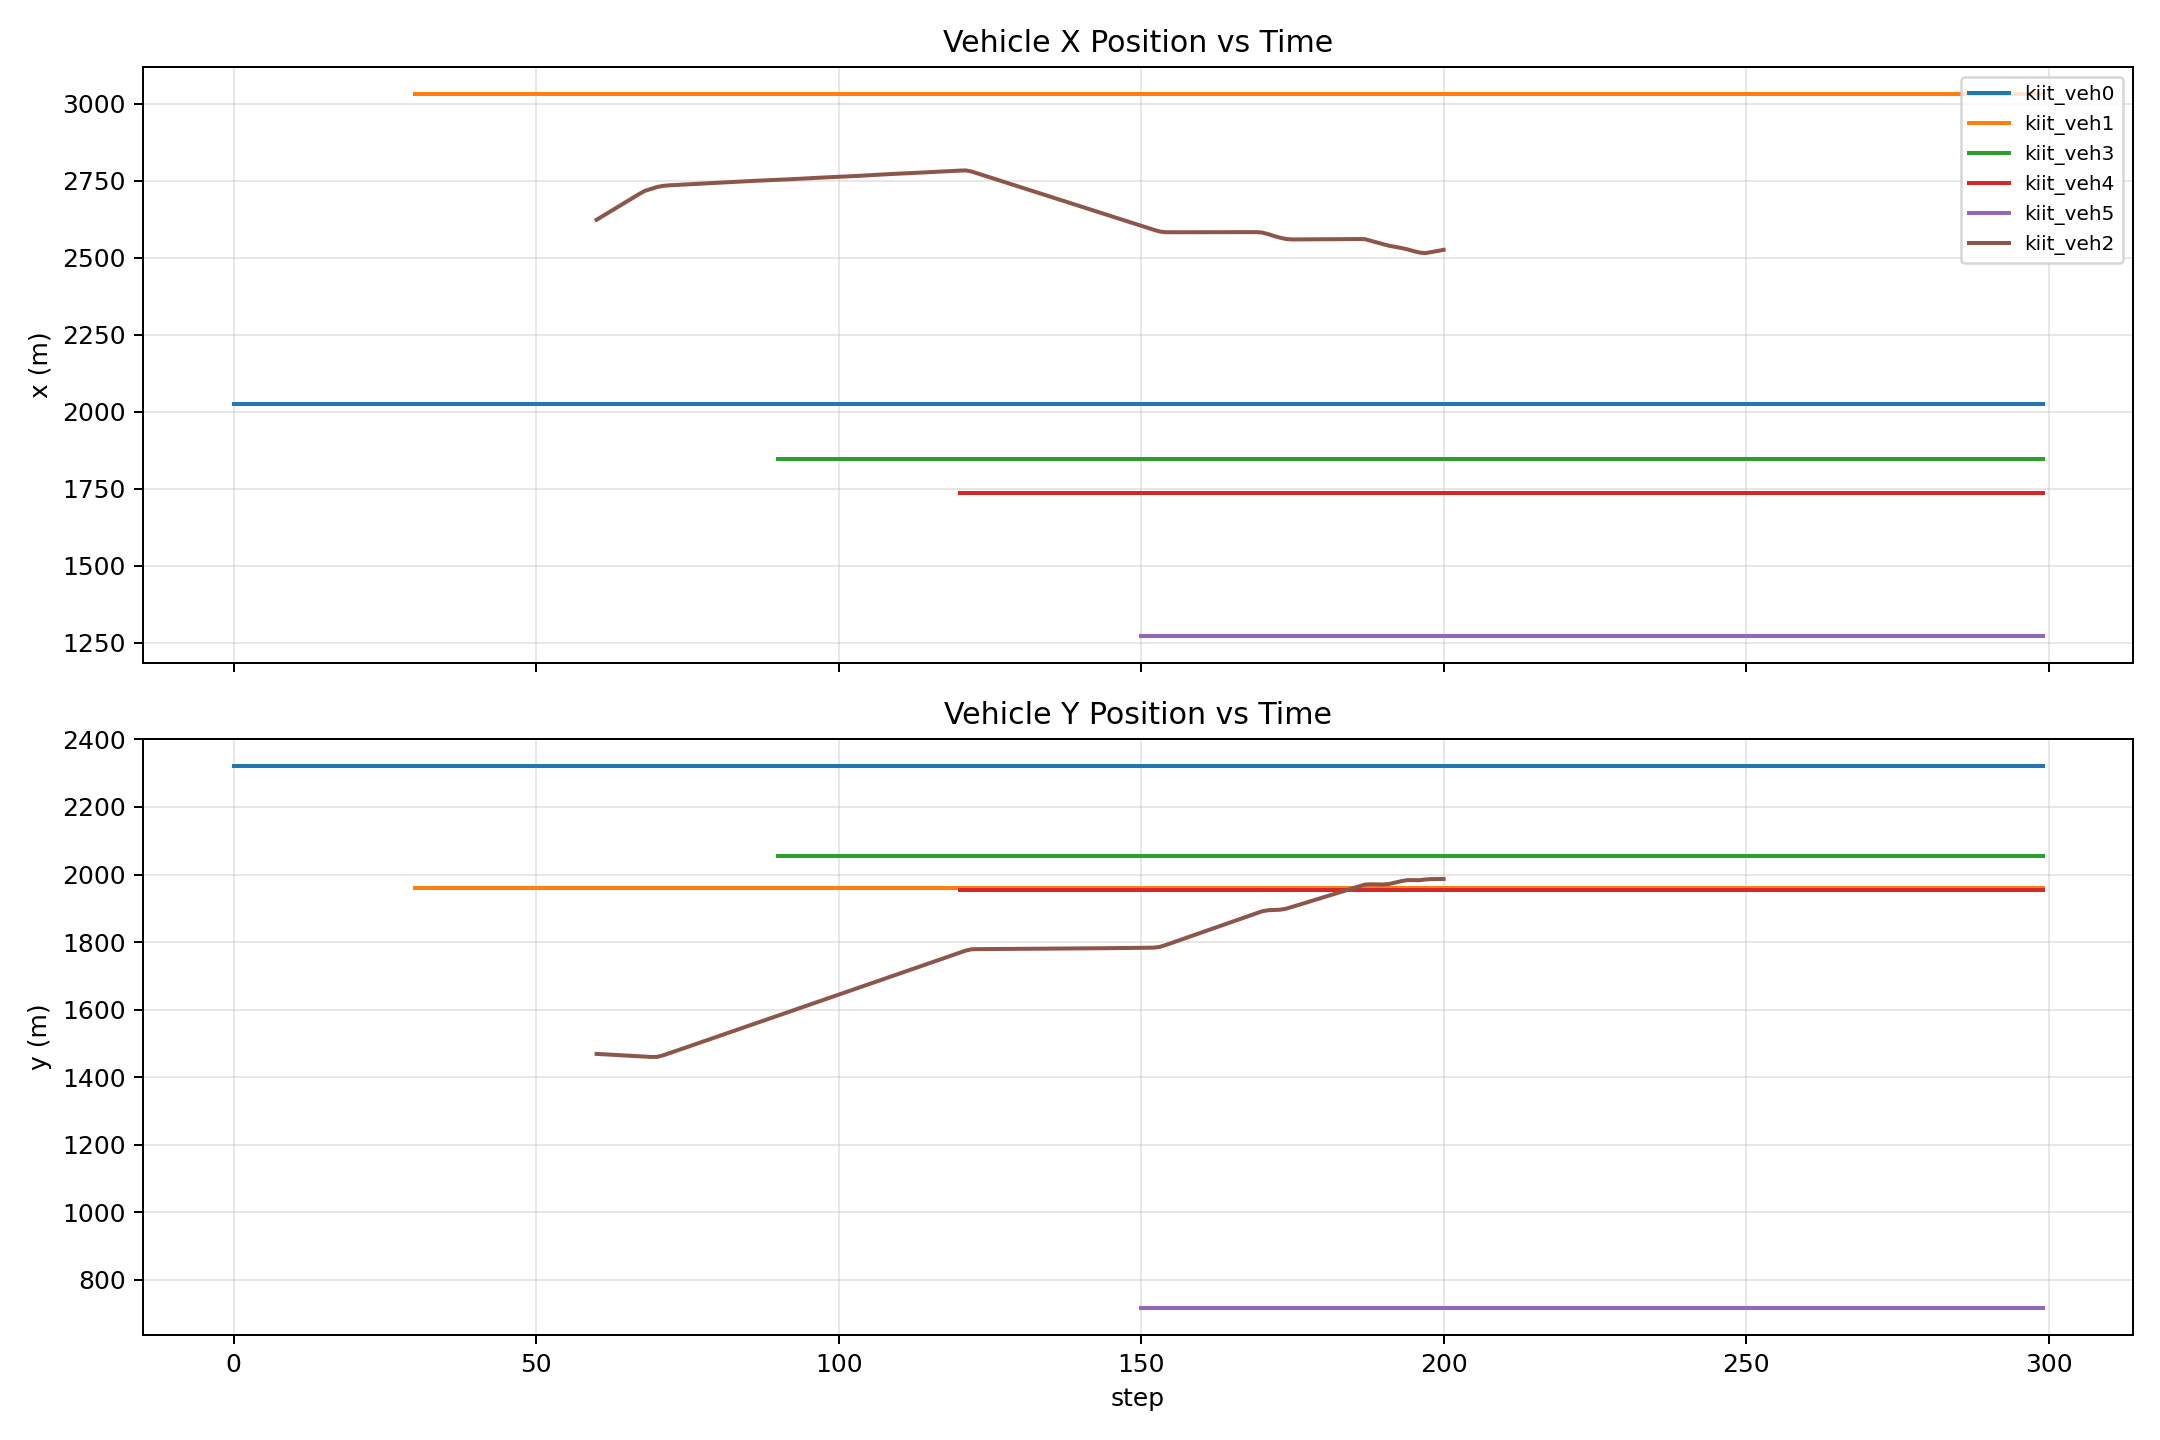 Vehicle X Position vs Time
x (m)
3000
2750
2500
2250
2000
1750
1500
1250
kiit_veh0
kiit_veh1
kiit_veh3
kiit_veh4
kiit_veh5
kiit_veh2
Vehicle Y Position vs Time
y (m)
2400
2200
2000
1800
1600
1400
1200
1000
800
0 50 100 150 200 250 300
step